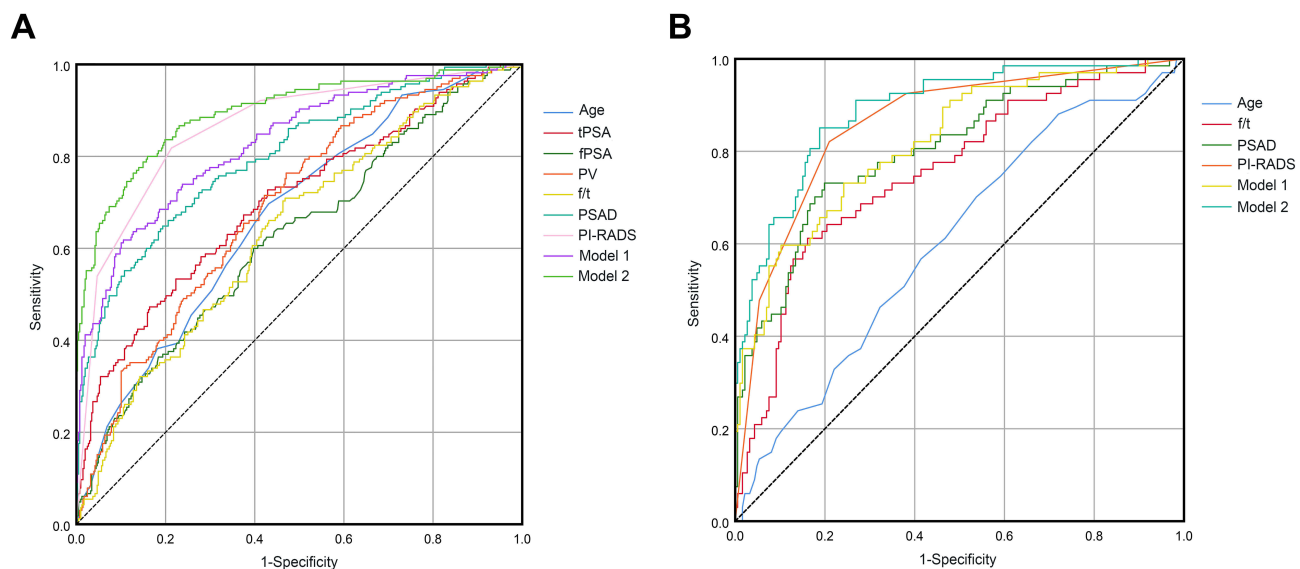 A
1.0
0.8
0.6
0.4
0.2
0.0
Sensitivity
0.0 0.2 0.4 0.6 0.8 1.0
1-Specificity
Age
tPSA
fPSA
PV
f/t
PSAD
PI-RADS
Model 1
Model 2
B
1.0
0.8
0.6
0.4
0.2
0.0
Sensitivity
0.0 0.2 0.4 0.6 0.8 1.0
1-Specificity
Age
f/t
PSAD
PI-RADS
Model 1
Model 2